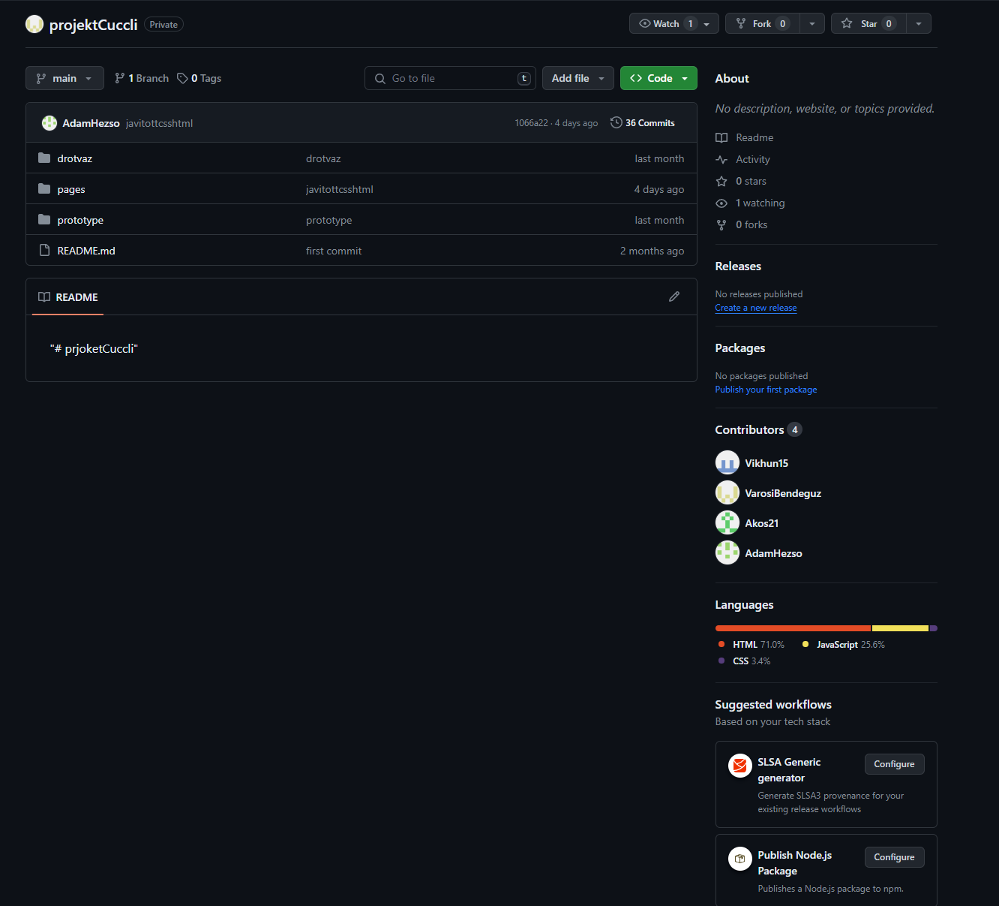 projektCuccli Private
Watch 1
Fork 0
Star 0
main
1 Branch
0 Tags
Go to file t
Add file
Code
AdamHezso javitottcsshtml 1066a22 · 4 days ago 36 Commits
drotvaz drotvaz last month
pages javitottcsshtml 4 days ago
prototype prototype last month
README.md first commit 2 months ago
README
"# prjoketCuccli"
About
No description, website, or topics provided.
Readme
Activity
0 stars
1 watching
0 forks
Releases
No releases published
Create a new release
Packages
No packages published
Publish your first package
Contributors 4
Vikhun15
VarosiBendeguz
Akos21
AdamHezso
Languages
HTML 71.0% JavaScript 25.6%
CSS 3.4%
Suggested workflows
Based on your tech stack
SLSA Generic
generator
Configure
Generate SLSA3 provenance for your
existing release workflows
Publish Node.js
Package
Configure
Publishes a Node.js package to npm.